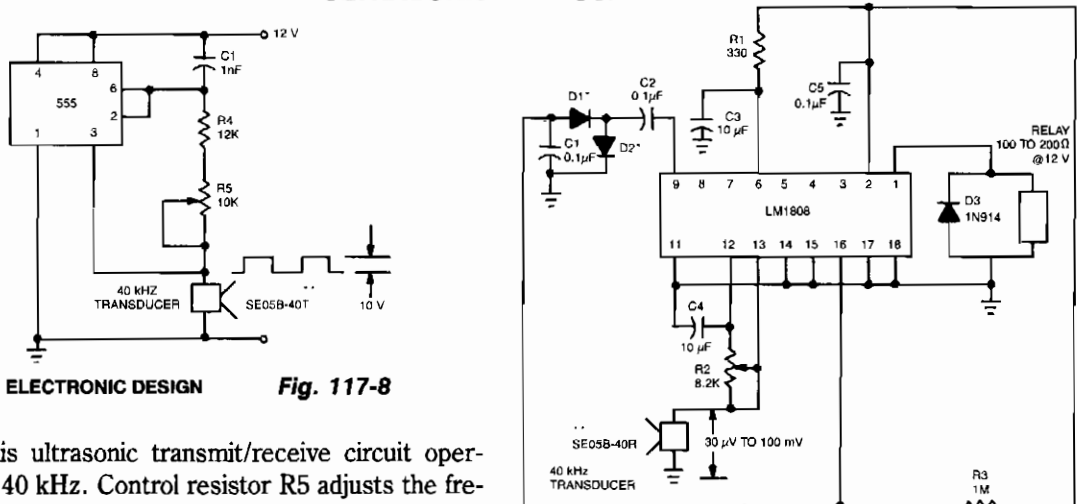 12 V
C1
1nF
4 8
6
555
2
1 3
R4
12K
R5
10K
40 kHZ
TRANSDUCER
SE05B-40T
10 V
ELECTRONIC DESIGN Fig. 117-8
is ultrasonic transmit/receive circuit oper-
40 kHz. Control resistor R5 adjusts the fre-
R1
330
C2
0.1µF
D1*
C3
10 µF
C5
0.1µF
C1
0.1µF
D2*
RELAY
100 TO 200Ω
@12 V
9 8 7 6 5 4 3 2 1
LM1808
D3
1N914
11 12 13 14 15 16 17 18
C4
10 µF
R2
8.2K
SE05B-40R
30 µV TO 100 mV
40 kHZ
TRANSDUCER
R3
1M